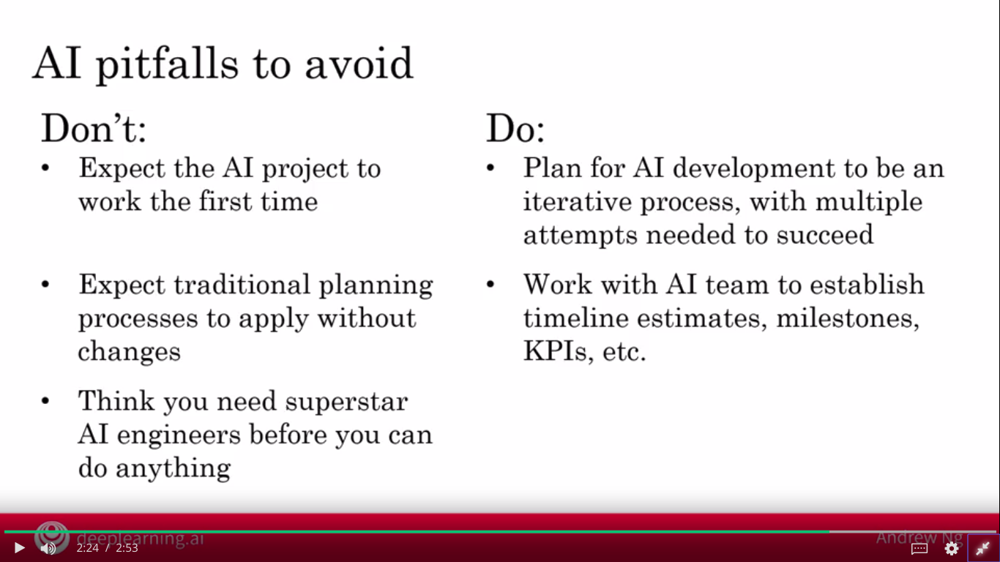 AI pitfalls to avoid
Don't:
• Expect the AI project to
work the first time
• Expect traditional planning
processes to apply without
changes
• Think you need superstar
AI engineers before you can
do anything
Do:
• Plan for AI development to be an
iterative process, with multiple
attempts needed to succeed
• Work with AI team to establish
timeline estimates, milestones,
KPIs, etc.
deeplearning.ai
Andrew Ng
2:24 / 2:53